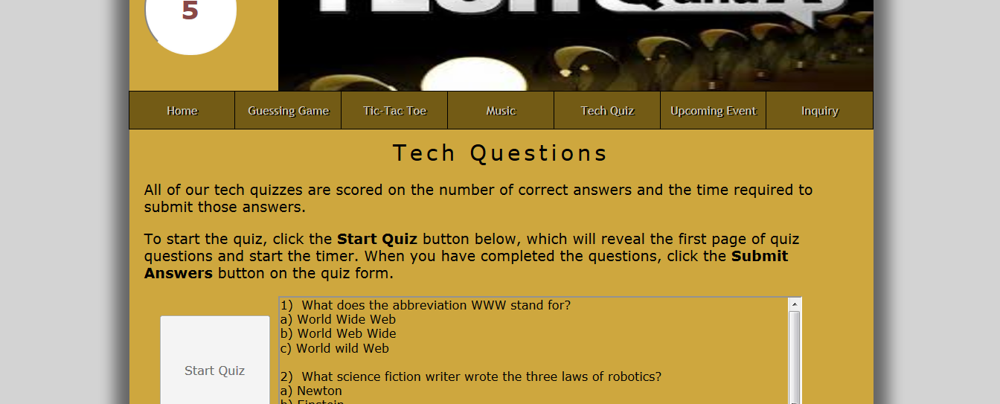 5
Home
Guessing Game
Tic-Tac Toe
Music
Tech Quiz
Upcoming Event
Inquiry
Tech Questions
All of our tech quizzes are scored on the number of correct answers and the time required to
submit those answers.
To start the quiz, click the Start Quiz button below, which will reveal the first page of quiz
questions and start the timer. When you have completed the questions, click the Submit
Answers button on the quiz form.
Start Quiz
1) What does the abbreviation WWW stand for?
a) World Wide Web
b) World Web Wide
c) World wild Web
2) What science fiction writer wrote the three laws of robotics?
a) Newton
b) Einstein